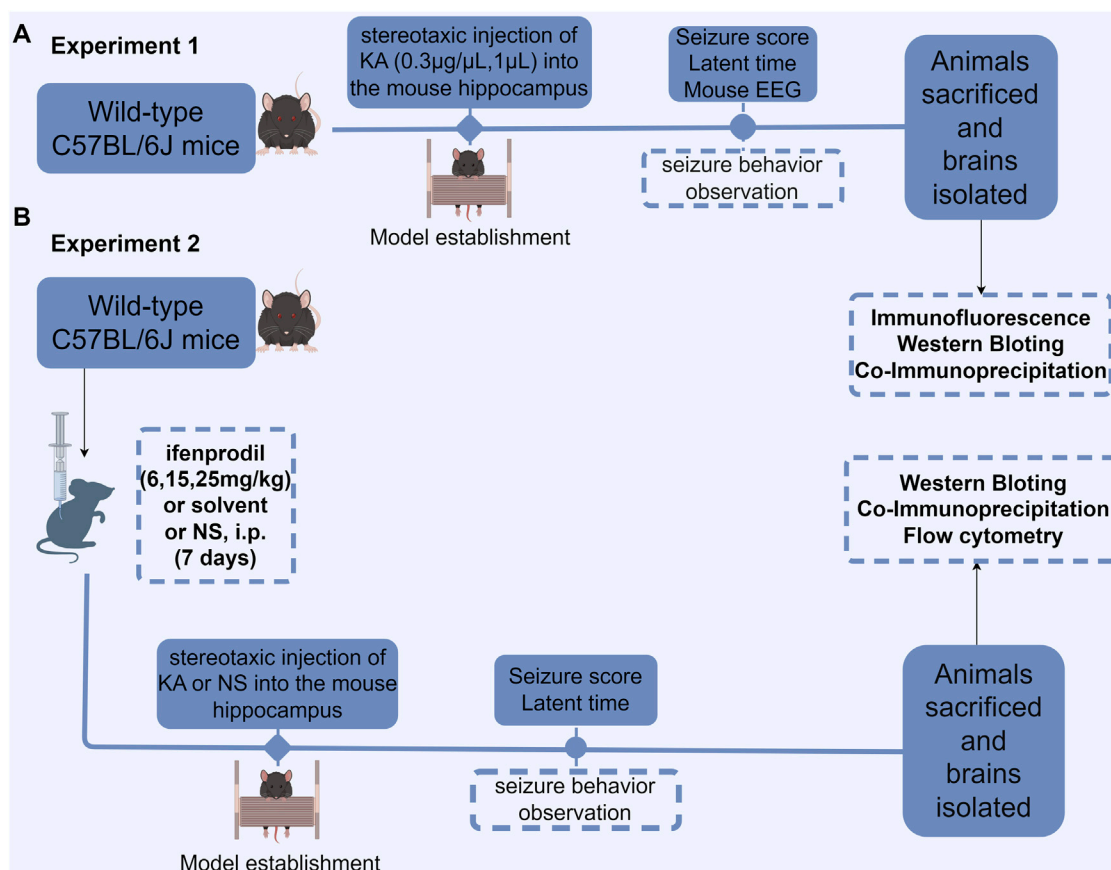 A
Experiment 1
Wild-type
C57BL/6J mice
stereotaxic injection of
KA (0.3μg/μL,1μL) into
the mouse hippocampus
Model establishment
Seizure score
Latent time
Mouse EEG
seizure behavior
observation
Animals
sacrificed
and
brains
isolated
Immunofluorescence
Western Bloting
Co-Immunoprecipitation
B
Experiment 2
Wild-type
C57BL/6J mice
ifenprodil
(6,15,25mg/kg)
or solvent
or NS, i.p.
(7 days)
stereotaxic injection of
KA or NS into the mouse
hippocampus
Model establishment
Seizure score
Latent time
seizure behavior
observation
Animals
sacrificed
and
brains
isolated
Western Bloting
Co-Immunoprecipitation
Flow cytometry